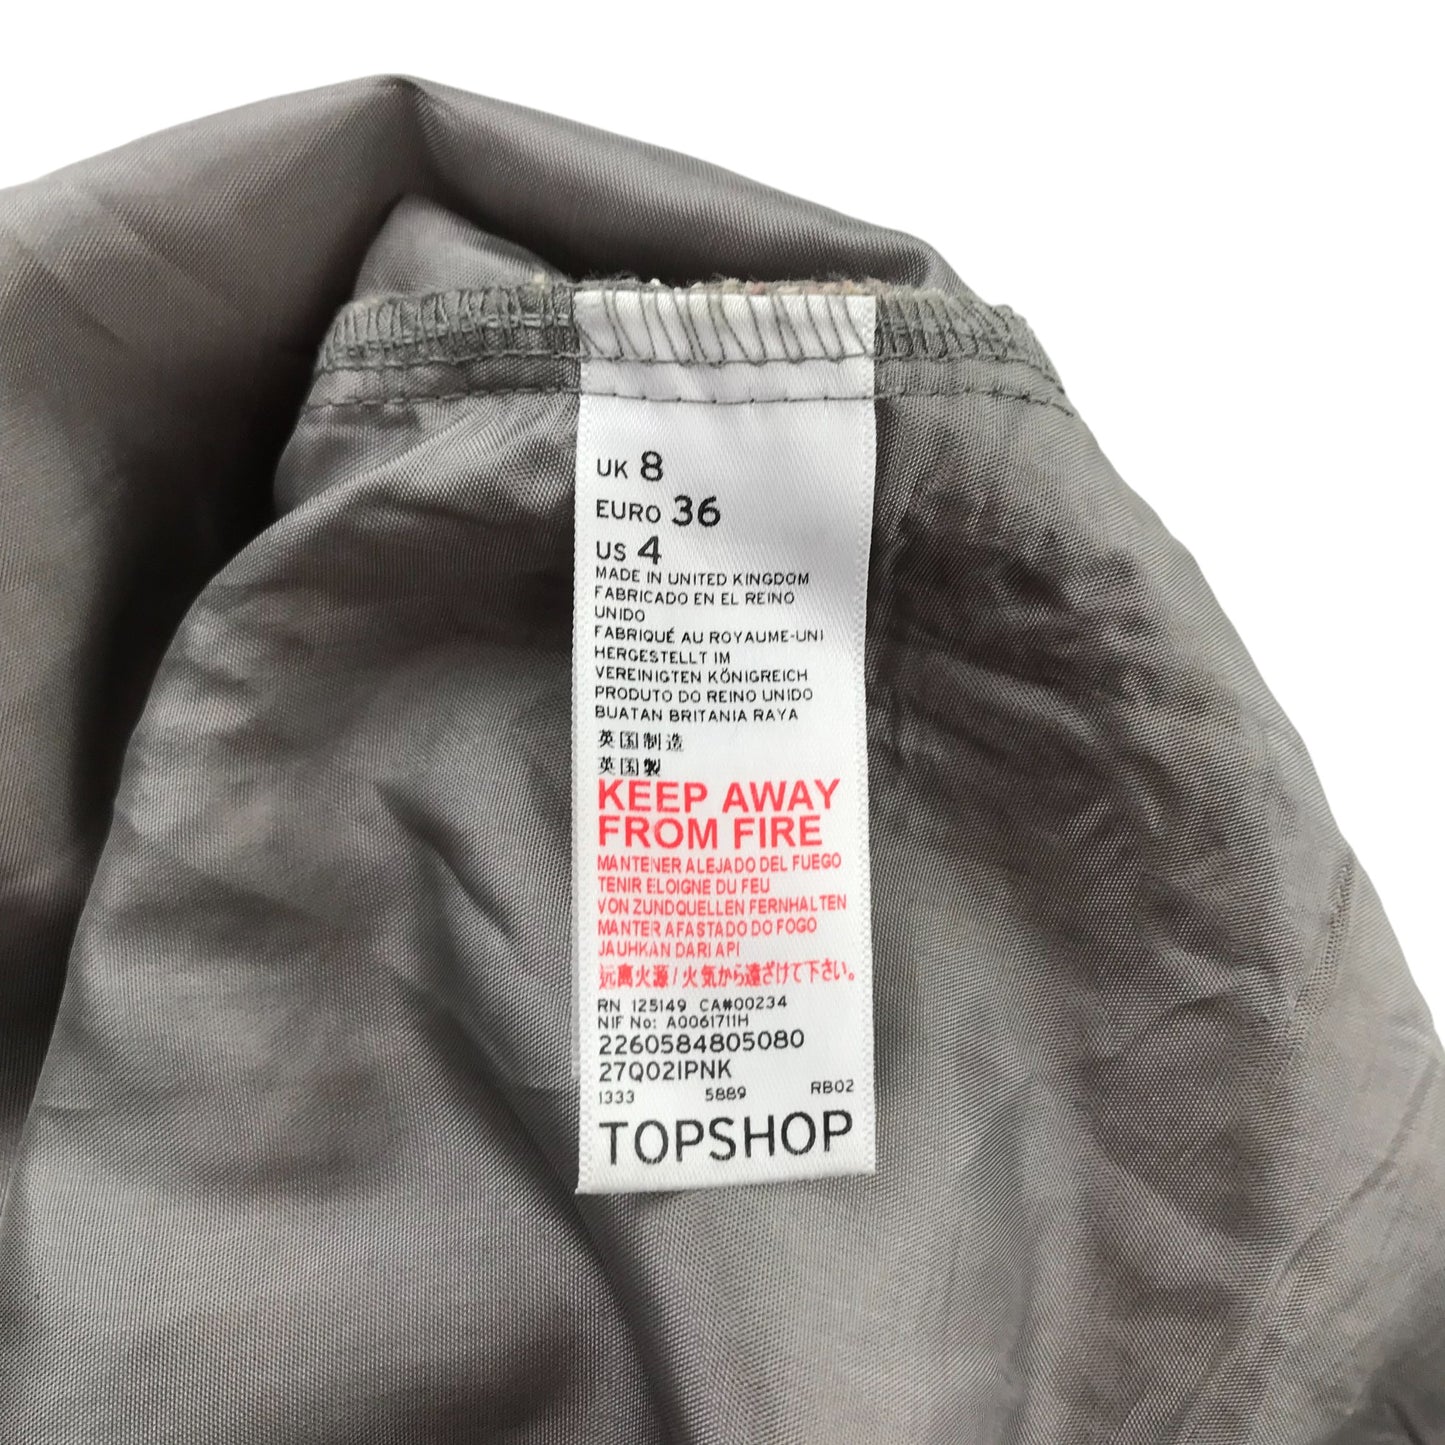 UK 8
EURO 36
US 4
MADE IN UNITED KINGDOM
FABRICADO EN EL REINO
UNIDO
FABRIQUÉ AU ROYAUME-UNI
HERGESTELLT IM
VEREINIGTEN KÖNIGREICH
PRODUTO DO REINO UNIDO
BUATAN BRITANIA RAYA
英国制造
英国製
KEEP AWAY
FROM FIRE
MANTENER ALEJADO DEL FUEGO
TENIR ELOIGNE DU FEU
VON ZUNDQUELLEN FERNHALTEN
MANTER AFASTADO DO FOGO
JAUHKAN DARI API
远离火源 / 火気から遠ざけて下さい。
RN 125149 CA#00234
NIF No: A0061711H
2260584805080
27Q02IPNK
1333 5889 RB02
TOPSHOP